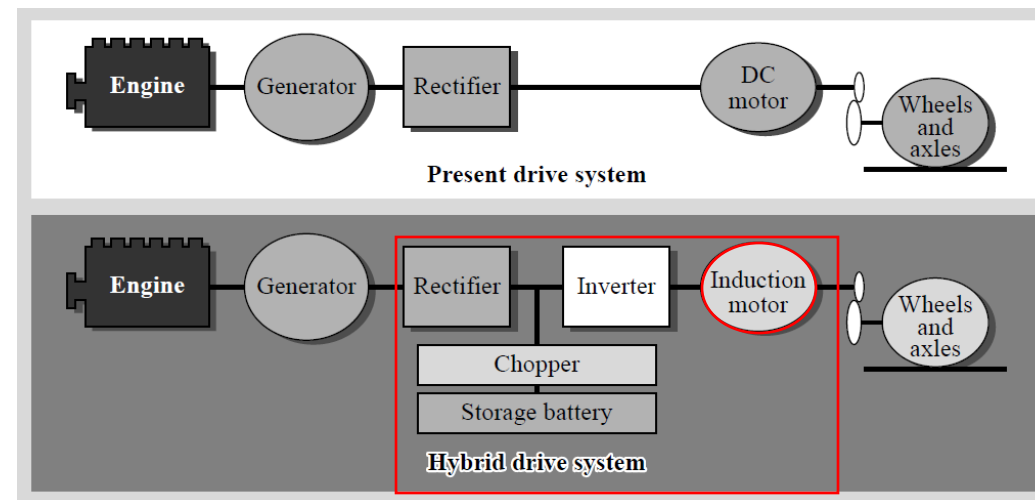 Engine
Generator
Rectifier
DC
motor
Wheels
and
axles
Present drive system
Engine
Generator
Rectifier
Inverter
Induction
motor
Wheels
and
axles
Chopper
Storage battery
Hybrid drive system